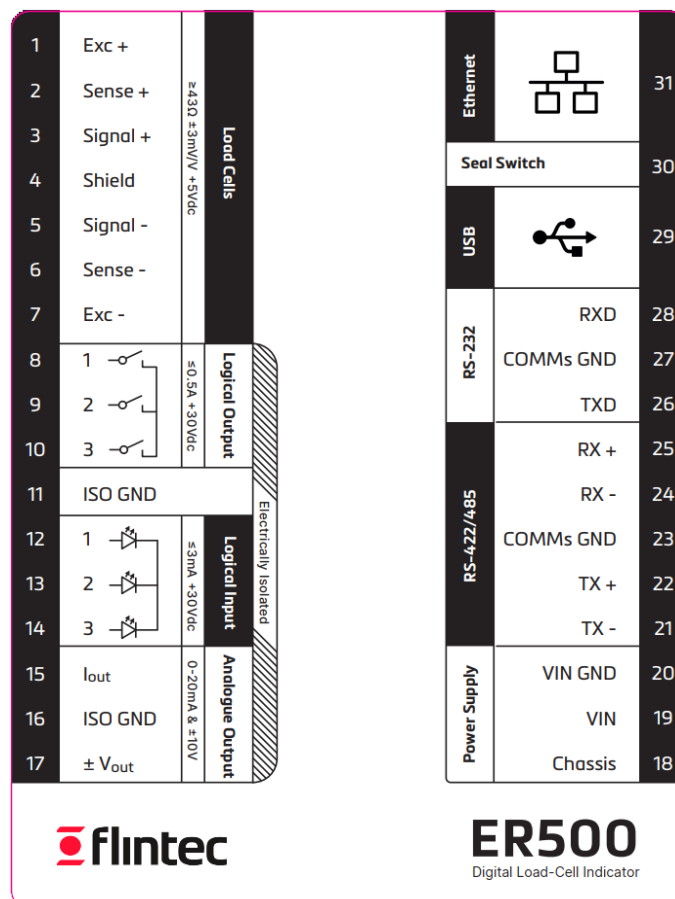 1 Exc +
2 Sense +
3 Signal +
4 Shield
5 Signal -
6 Sense -
7 Exc -
≥43Ω ±3mV/V +5Vdc
Load Cells
8 1
9 2
10 3
≤0.5A +30Vdc
Logical Output
11 ISO GND
12 1
13 2
14 3
≤3mA +30Vdc
Logical Input
Electrically Isolated
15 Iout
16 ISO GND
17 ± Vout
0-20mA & ±10V
Analogue Output
Ethernet
31
Seal Switch 30
USB
29
RS-232
RXD 28
COMMs GND 27
TXD 26
RS-422/485
RX + 25
RX - 24
COMMs GND 23
TX + 22
TX - 21
Power Supply
VIN GND 20
VIN 19
Chassis 18
flintec
ER500
Digital Load-Cell Indicator